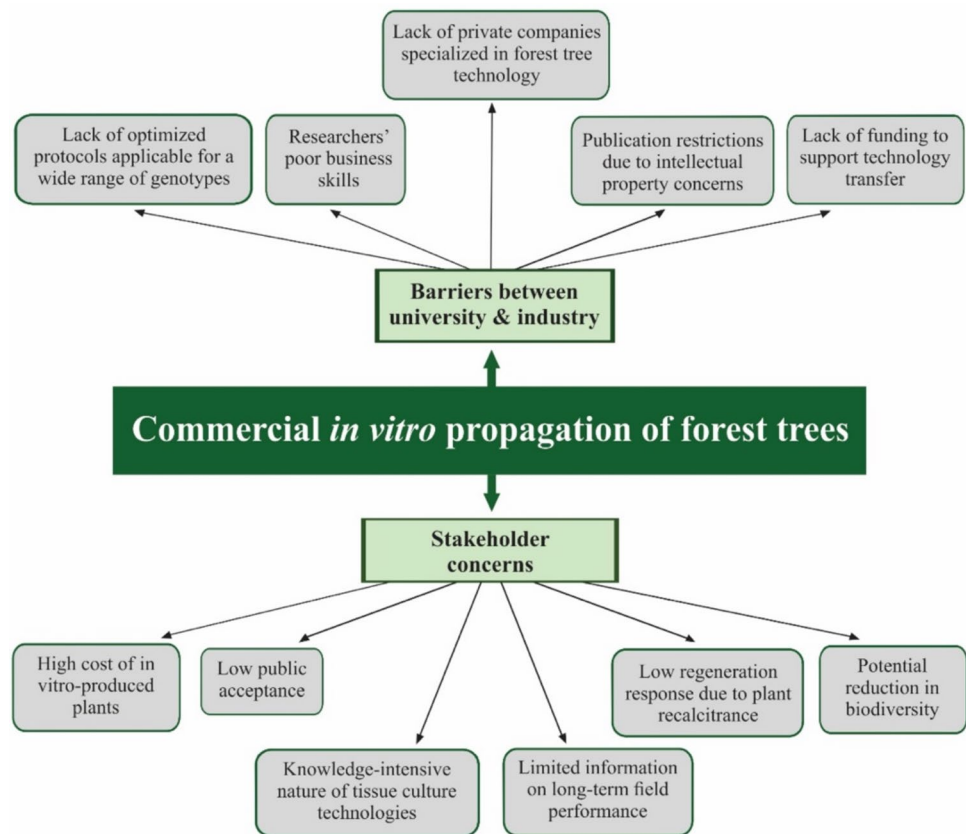 Lack of private companies
specialized in forest tree
technology
Lack of optimized
protocols applicable for a
wide range of genotypes
Researchers'
poor business
skills
Publication restrictions
due to intellectual
property concerns
Lack of funding to
support technology
transfer
Barriers between
university & industry
Commercial in vitro propagation of forest trees
Stakeholder
concerns
High cost of in
vitro-produced
plants
Low public
acceptance
Low regeneration
response due to plant
recalcitrance
Potential
reduction in
biodiversity
Knowledge-intensive
nature of tissue culture
technologies
Limited information
on long-term field
performance